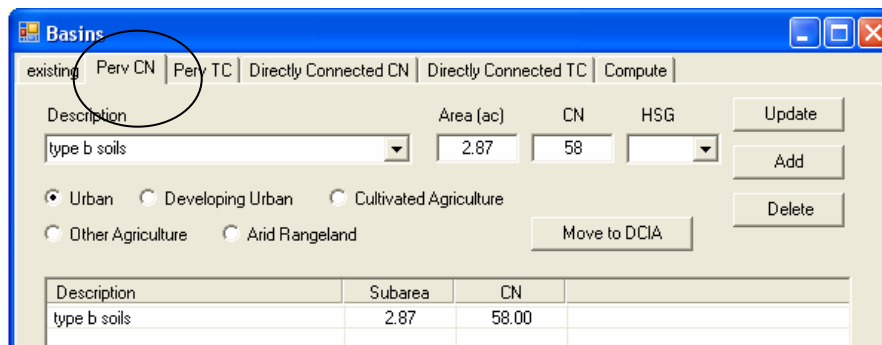 Basins
existing Perv CN Perv TC Directly Connected CN Directly Connected TC Compute
Description Area (ac) CN HSG Update
type b soils 2.87 58
Add
Urban Developing Urban Cultivated Agriculture
Delete
Other Agriculture Arid Rangeland Move to DCIA
Description Subarea CN
type b soils 2.87 58.00